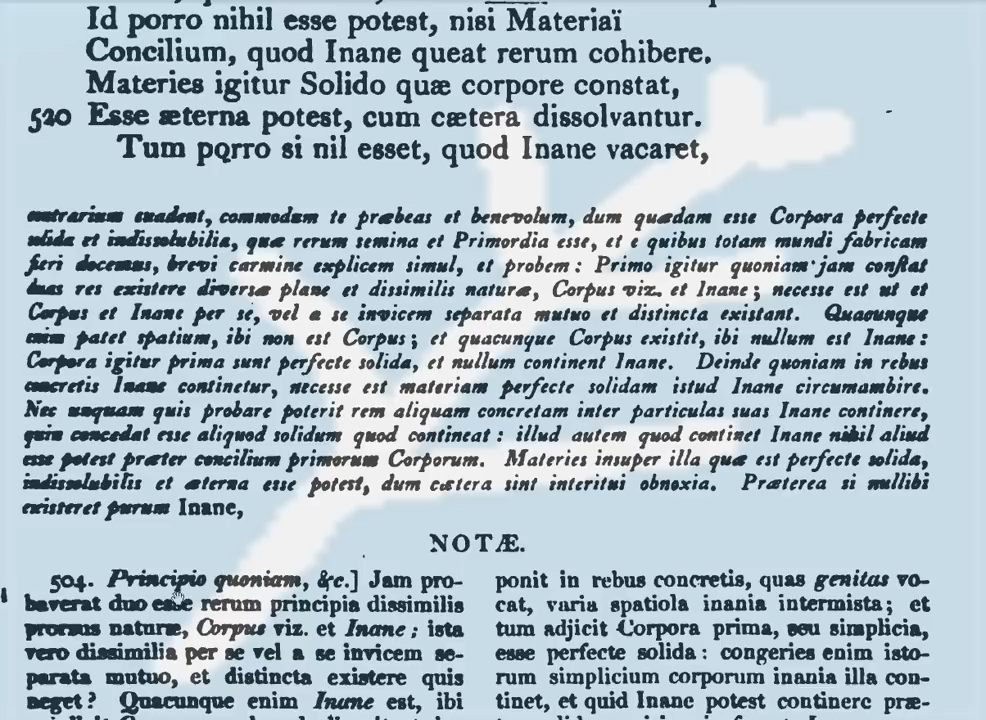 Id porro nihil esse potest, nisi Materiaï
Concilium, quod Inane queat rerum cohibere.
Materies igitur Solido quæ corpore constat,
520 Esse æterna potest, cum cætera dissolvantur.
Tum porro si nil esset, quod Inane vacaret,
contrarium suadent, commodum te præbeas et benevolum, dum quædam esse Corpora perfecte
solida et indissolubilia, quæ rerum semina et Primordia esse, et e quibus totam mundi fabricam
fieri docemus, brevi carmine explicem simul, et probem: Primo igitur quoniam jam constat
duas res existere diversæ plane et dissimilis naturæ, Corpus viz. et Inane; necesse est ut et
Corpus et Inane per se, vel a se invicem separata mutuo et distincta existant. Quacunque
enim patet spatium, ibi non est Corpus; et quacunque Corpus existit, ibi nullum est Inane:
Corpora igitur prima sunt perfecte solida, et nullum continent Inane. Deinde quoniam in rebus
concretis Inane continetur, necesse est materiam perfecte solidam istud Inane circumambire.
Nec unquam quis probare poterit rem aliquam concretam inter particulas suas Inane continere,
quin concedat esse aliquod solidum quod contineat: illud autem quod continet Inane nihil aliud
esse potest præter concilium primorum Corporum. Materies insuper illa quæ est perfecte solida,
indissolubilis et æterna esse potest, dum cætera sint interitui obnoxia. Præterea si nullibi
existeret purum Inane,
NOTÆ.
504. Principio quoniam, &c.] Jam pro-
baverat duo esse rerum principia dissimilis
prorsus naturæ, Corpus viz. et Inane; ista
vero dissimilia per se vel a se invicem se-
parata mutuo, et distincta existere quis
neget? Quacunque enim Inane est, ibi
ponit in rebus concretis, quas genitas vo-
cat, varia spatiola inania intermista; et
tum adjicit Corpora prima, seu simplicia,
esse perfecte solida: congeries enim isto-
rum simplicium corporum inania illa con-
tinet, et quid Inane potest continere præ-